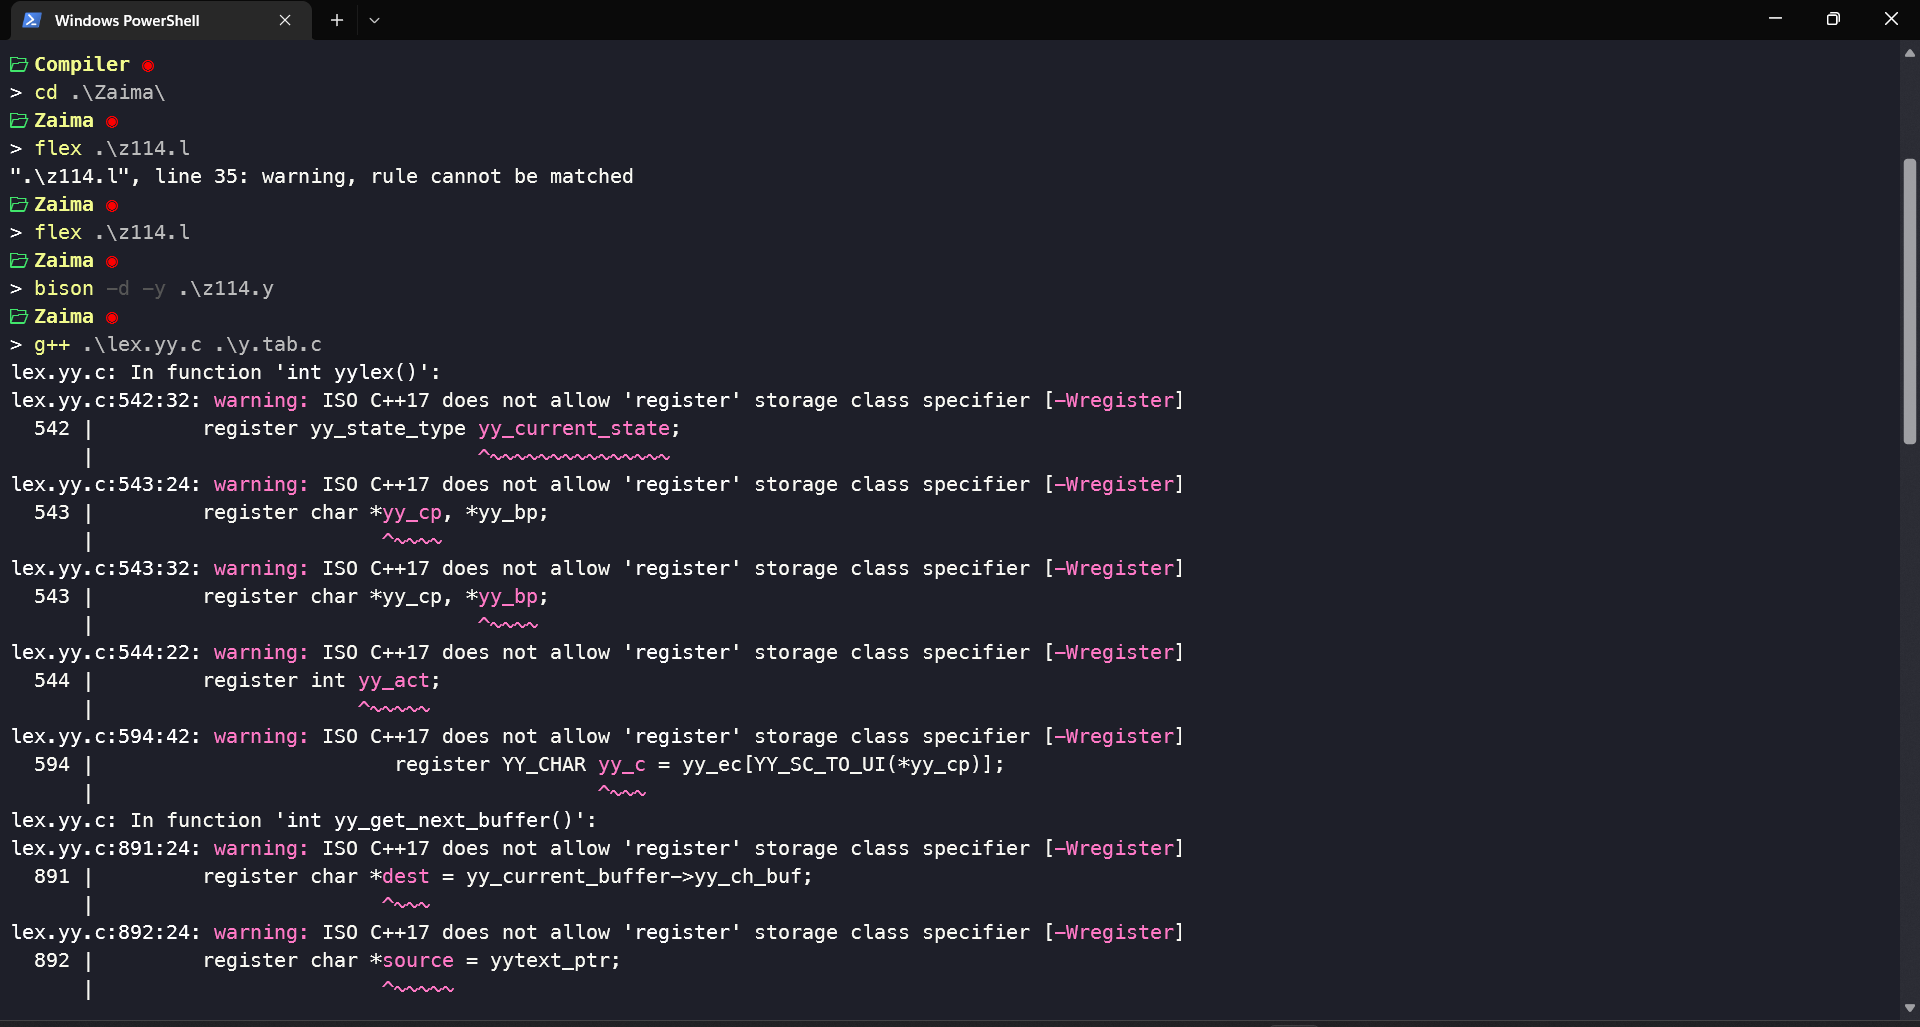 Windows PowerShell
Compiler
> cd .\Zaima\
Zaima
> flex .\z114.l
".\z114.l", line 35: warning, rule cannot be matched
Zaima
> flex .\z114.l
Zaima
> bison -d -y .\z114.y
Zaima
> g++ .\lex.yy.c .\y.tab.c
lex.yy.c: In function 'int yylex()':
lex.yy.c:542:32: warning: ISO C++17 does not allow 'register' storage class specifier [-Wregister]
  542 |         register yy_state_type yy_current_state;
      |                                ^~~~~~~~~~~~~~~~
lex.yy.c:543:24: warning: ISO C++17 does not allow 'register' storage class specifier [-Wregister]
  543 |         register char *yy_cp, *yy_bp;
      |                        ^~~~~
lex.yy.c:543:32: warning: ISO C++17 does not allow 'register' storage class specifier [-Wregister]
  543 |         register char *yy_cp, *yy_bp;
      |                                ^~~~~
lex.yy.c:544:22: warning: ISO C++17 does not allow 'register' storage class specifier [-Wregister]
  544 |         register int yy_act;
      |                      ^~~~~~
lex.yy.c:594:42: warning: ISO C++17 does not allow 'register' storage class specifier [-Wregister]
  594 |                         register YY_CHAR yy_c = yy_ec[YY_SC_TO_UI(*yy_cp)];
      |                                          ^~~~
lex.yy.c: In function 'int yy_get_next_buffer()':
lex.yy.c:891:24: warning: ISO C++17 does not allow 'register' storage class specifier [-Wregister]
  891 |         register char *dest = yy_current_buffer->yy_ch_buf;
      |                        ^~~~
lex.yy.c:892:24: warning: ISO C++17 does not allow 'register' storage class specifier [-Wregister]
  892 |         register char *source = yytext_ptr;
      |                        ^~~~~~